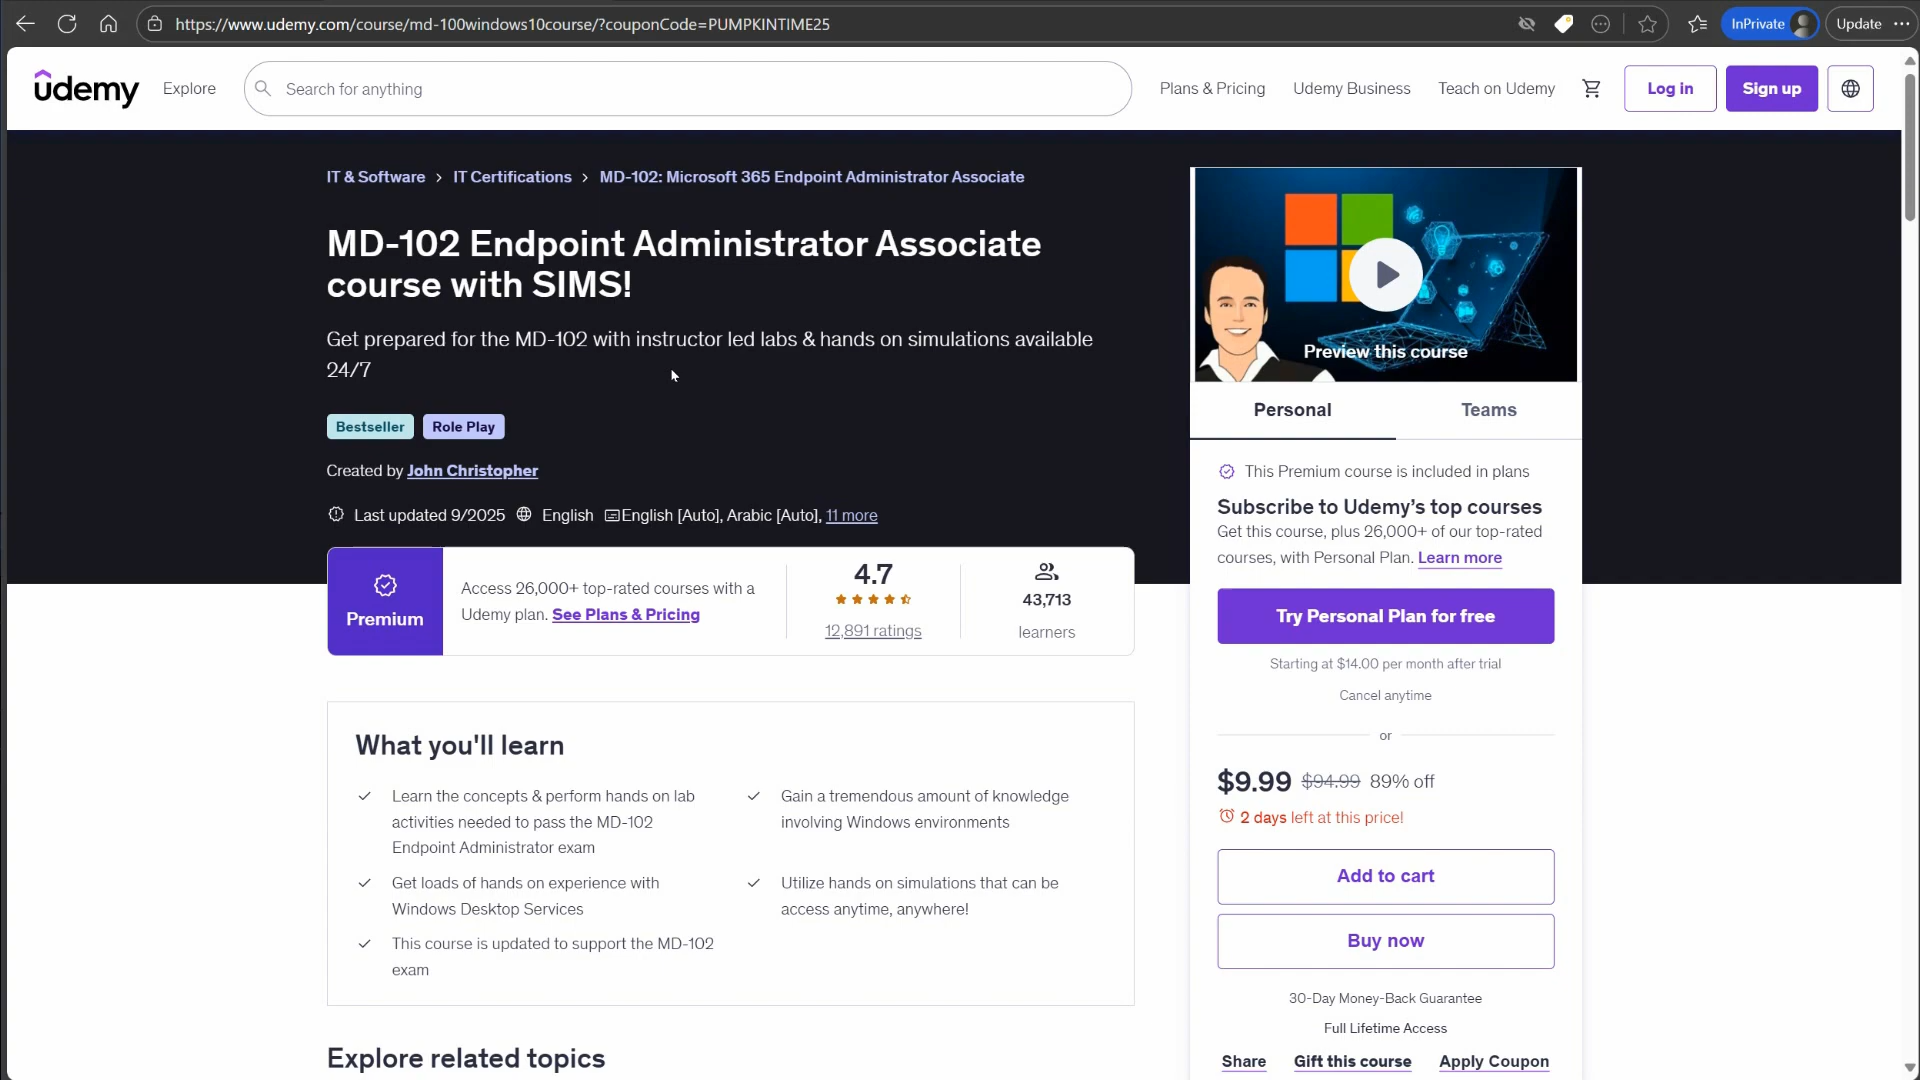 https://www.udemy.com/course/md-100windows10course/?couponCode=PUMPKINTIME25
InPrivate
Update
ûdemy
Explore
Search for anything
Plans & Pricing
Udemy Business
Teach on Udemy
Log in
Sign up
IT & Software > IT Certifications > MD-102: Microsoft 365 Endpoint Administrator Associate
MD-102 Endpoint Administrator Associate
course with SIMS!
Get prepared for the MD-102 with instructor led labs & hands on simulations available
24/7
Bestseller
Role Play
Created by John Christopher
Last updated 9/2025
English
English [Auto], Arabic [Auto], 11 more
Premium
Access 26,000+ top-rated courses with a
Udemy plan. See Plans & Pricing
4.7
12,891 ratings
43,713
learners
What you'll learn
Learn the concepts & perform hands on lab
activities needed to pass the MD-102
Endpoint Administrator exam
Gain a tremendous amount of knowledge
involving Windows environments
Get loads of hands on experience with
Windows Desktop Services
Utilize hands on simulations that can be
access anytime, anywhere!
This course is updated to support the MD-102
exam
Explore related topics
Preview this course
Personal
Teams
This Premium course is included in plans
Subscribe to Udemy's top courses
Get this course, plus 26,000+ of our top-rated
courses, with Personal Plan. Learn more
Try Personal Plan for free
Starting at $14.00 per month after trial
Cancel anytime
or
$9.99 $94.99 89% off
2 days left at this price!
Add to cart
Buy now
30-Day Money-Back Guarantee
Full Lifetime Access
Share
Gift this course
Apply Coupon